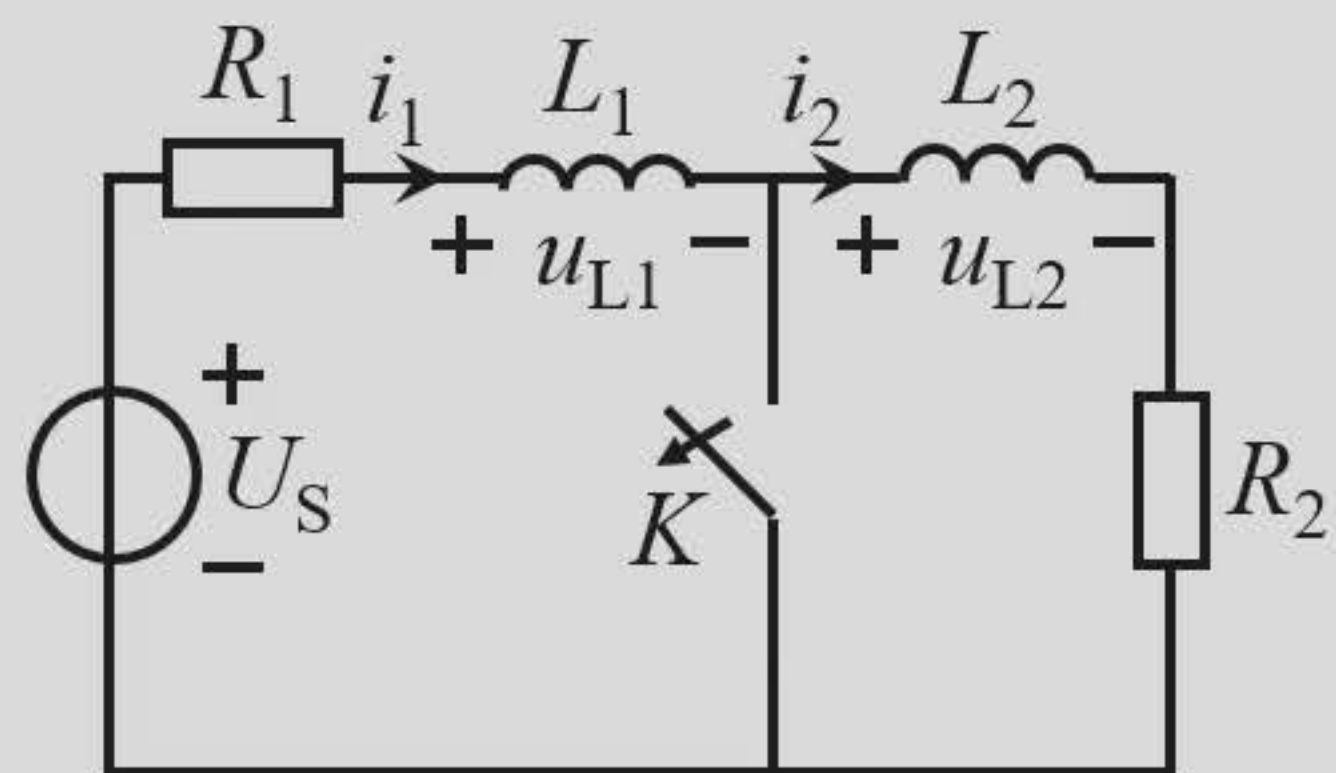 R1 i1 L1 i2 L2
+ uL1 − + uL2 −
+
US
−
K
R2